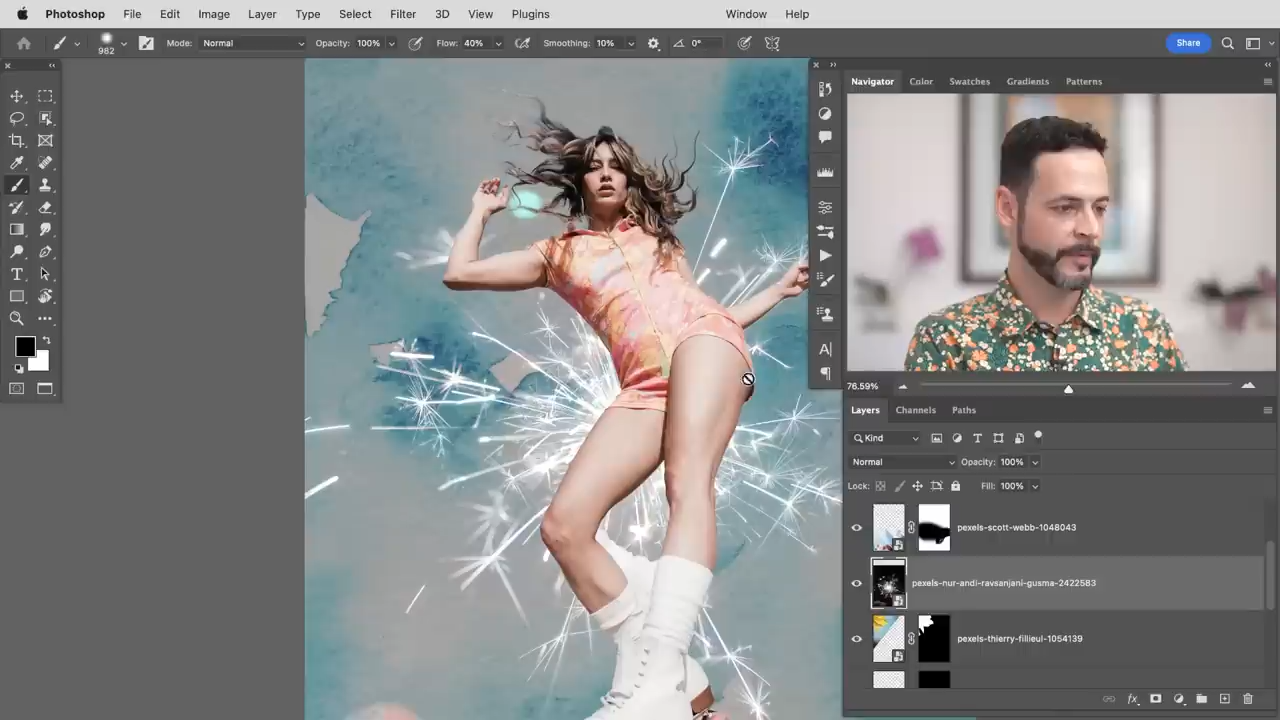 Photoshop File Edit Image Layer Type Select Filter 3D View Plugins Window Help
982 Mode: Normal Opacity: 100% Flow: 40% Smoothing: 10% 0° Share
Navigator Color Swatches Gradients Patterns
76.59%
Layers Channels Paths
Kind
Normal Opacity: 100%
Lock: Fill: 100%
pexels-scott-webb-1048043
pexels-nur-andi-ravsanjani-gusma-2422583
pexels-thierry-fillieul-1054139